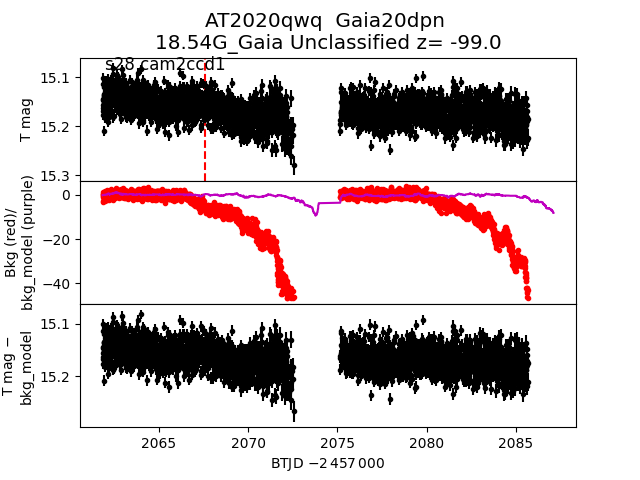 AT2020qwq  Gaia20dpn
18.54G_Gaia Unclassified z= -99.0
s28 cam2ccd1
T mag
15.1
15.2
15.3
Bkg (red)/
bkg_model (purple)
0
−20
−40
T mag −
bkg_model
15.1
15.2
2065
2070
2075
2080
2085
BTJD −2 457 000